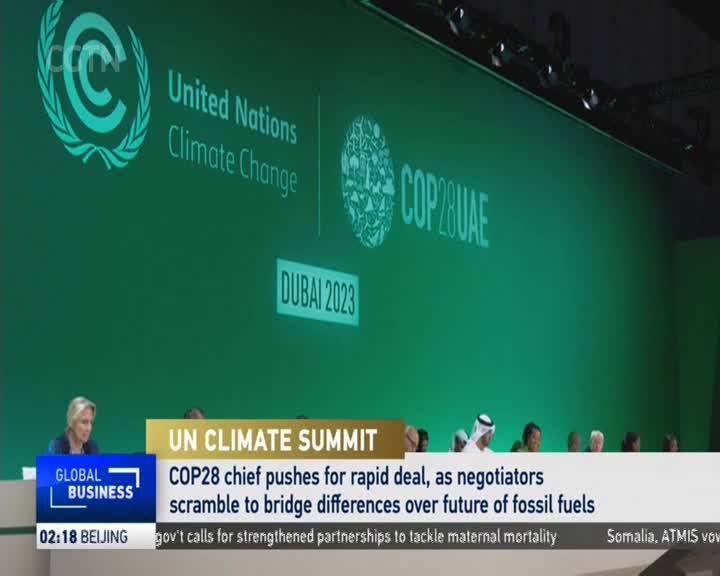 CGTN
United Nations
Climate Change
COP28UAE
DUBAI 2023
UN CLIMATE SUMMIT
GLOBAL
BUSINESS
COP28 chief pushes for rapid deal, as negotiators
scramble to bridge differences over future of fossil fuels
02:18 BEIJING
gov't calls for strengthened partnerships to tackle maternal mortality Somalia, ATMIS vow